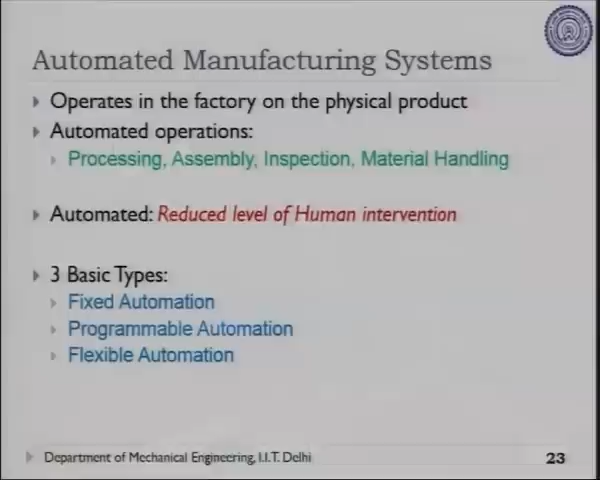 Automated Manufacturing Systems
Operates in the factory on the physical product
Automated operations:
Processing, Assembly, Inspection, Material Handling
Automated: Reduced level of Human intervention
3 Basic Types:
Fixed Automation
Programmable Automation
Flexible Automation
Department of Mechanical Engineering, I.I.T. Delhi
23